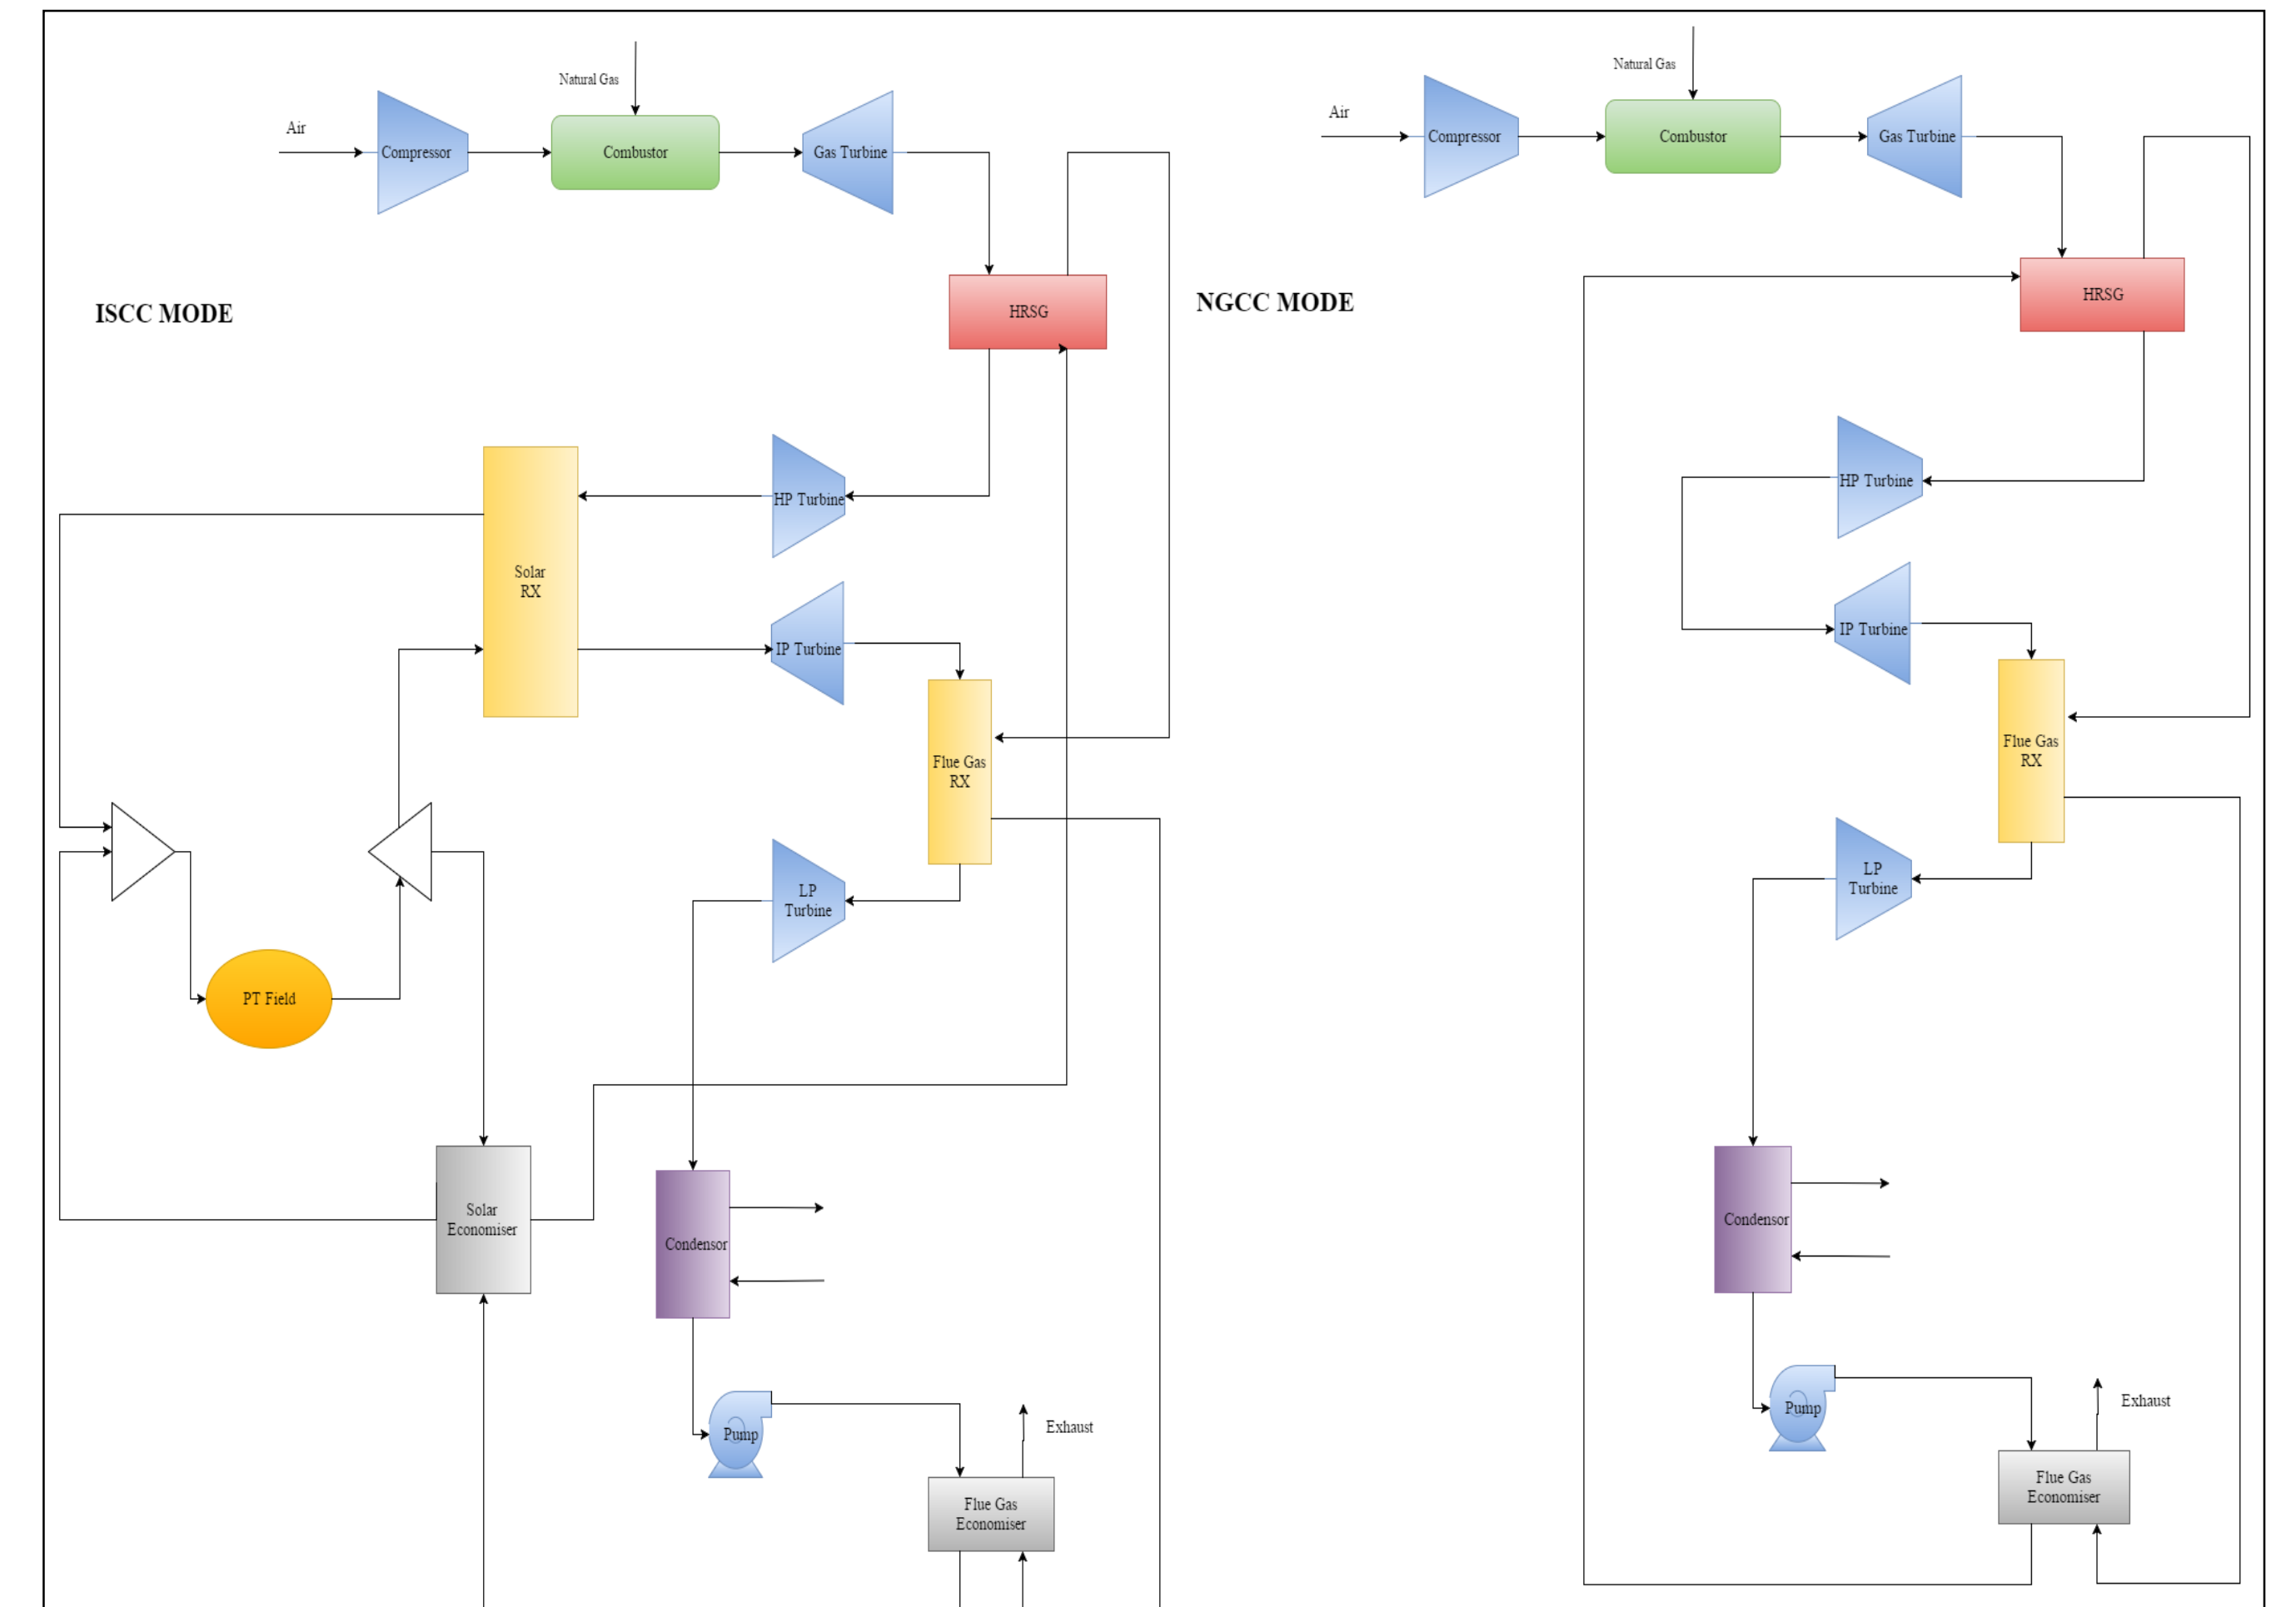 Natural Gas
Air
Compressor
Combustor
Gas Turbine
HRSG
ISCC MODE
HP Turbine
Solar
RX
IP Turbine
Flue Gas
RX
LP
Turbine
PT Field
Solar
Economiser
Condensor
Pump
Exhaust
Flue Gas
Economiser
Natural Gas
Air
Compressor
Combustor
Gas Turbine
HRSG
NGCC MODE
HP Turbine
IP Turbine
Flue Gas
RX
LP
Turbine
Condensor
Pump
Exhaust
Flue Gas
Economiser